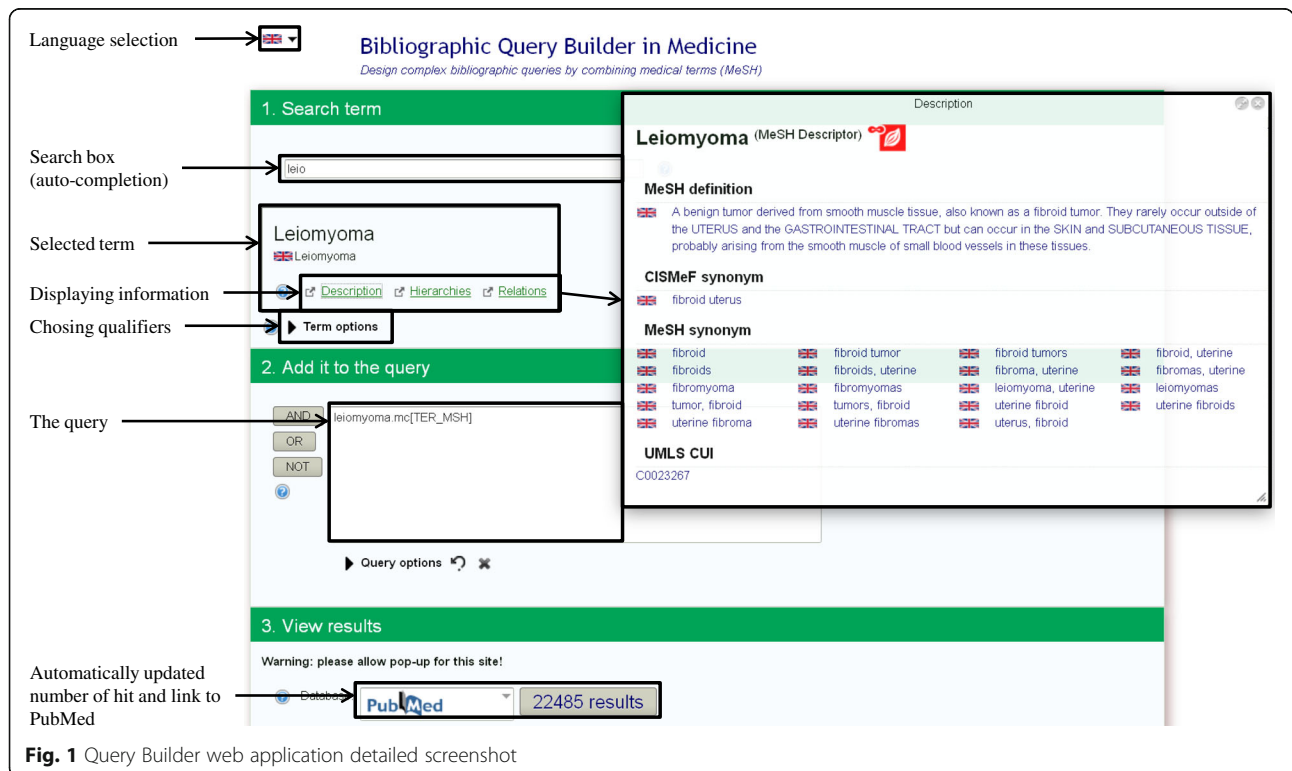 Language selection
Bibliographic Query Builder in Medicine
Design complex bibliographic queries by combining medical terms (MeSH)
1. Search term
Search box
(auto-completion)
leio
Selected term
Leiomyoma
Leiomyoma
Displaying information
Description Hierarchies Relations
Chosing qualifiers
Term options
Description
Leiomyoma (MeSH Descriptor)
MeSH definition
A benign tumor derived from smooth muscle tissue, also known as a fibroid tumor. They rarely occur outside of
the UTERUS and the GASTROINTESTINAL TRACT but can occur in the SKIN and SUBCUTANEOUS TISSUE,
probably arising from the smooth muscle of small blood vessels in these tissues.
CISMeF synonym
fibroid uterus
MeSH synonym
fibroid fibroid tumor fibroid tumors fibroid, uterine
fibroids fibroids, uterine fibroma, uterine fibromas, uterine
fibromyoma fibromyomas leiomyoma, uterine leiomyomas
tumor, fibroid tumors, fibroid uterine fibroid uterine fibroids
uterine fibroma uterine fibromas uterus, fibroid
UMLS CUI
C0023267
2. Add it to the query
The query
AND
OR
NOT
leiomyoma.mc[TER_MSH]
Query options
3. View results
Warning: please allow pop-up for this site!
Automatically updated
number of hit and link to
PubMed
Database
PubMed
22485 results
Fig. 1 Query Builder web application detailed screenshot